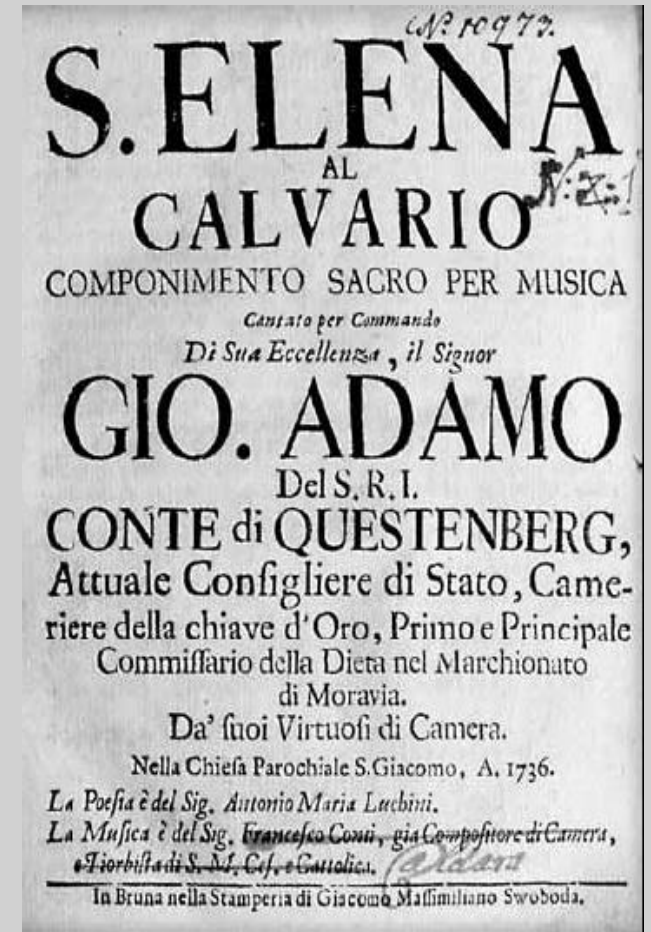 No. 10973.
S. ELENA
AL
CALVARIO
COMPONIMENTO SACRO PER MUSICA
Cantato per Commando
Di Sua Eccellenza, il Signor
GIO. ADAMO
Del S. R. I.
CONTE di QUESTENBERG,
Attuale Conſigliere di Stato, Came-
riere della chiave d'Oro, Primo e Principale
Commiſſario della Dieta nel Marchionato
di Moravia.
Da' ſuoi Virtuoſi di Camera.
Nella Chieſa Parochiale S. Giacomo, A. 1736.
La Poeſia è del Sig. Antonio Maria Luchini.
La Muſica è del Sig. Franceſco Conti, già Compoſitore di Camera,
e Tiorbiſta di S. M. Ceſ. e Cattolica. Caldara
In Bruna nella Stamperia di Giacomo Maſſimiliano Swoboda.